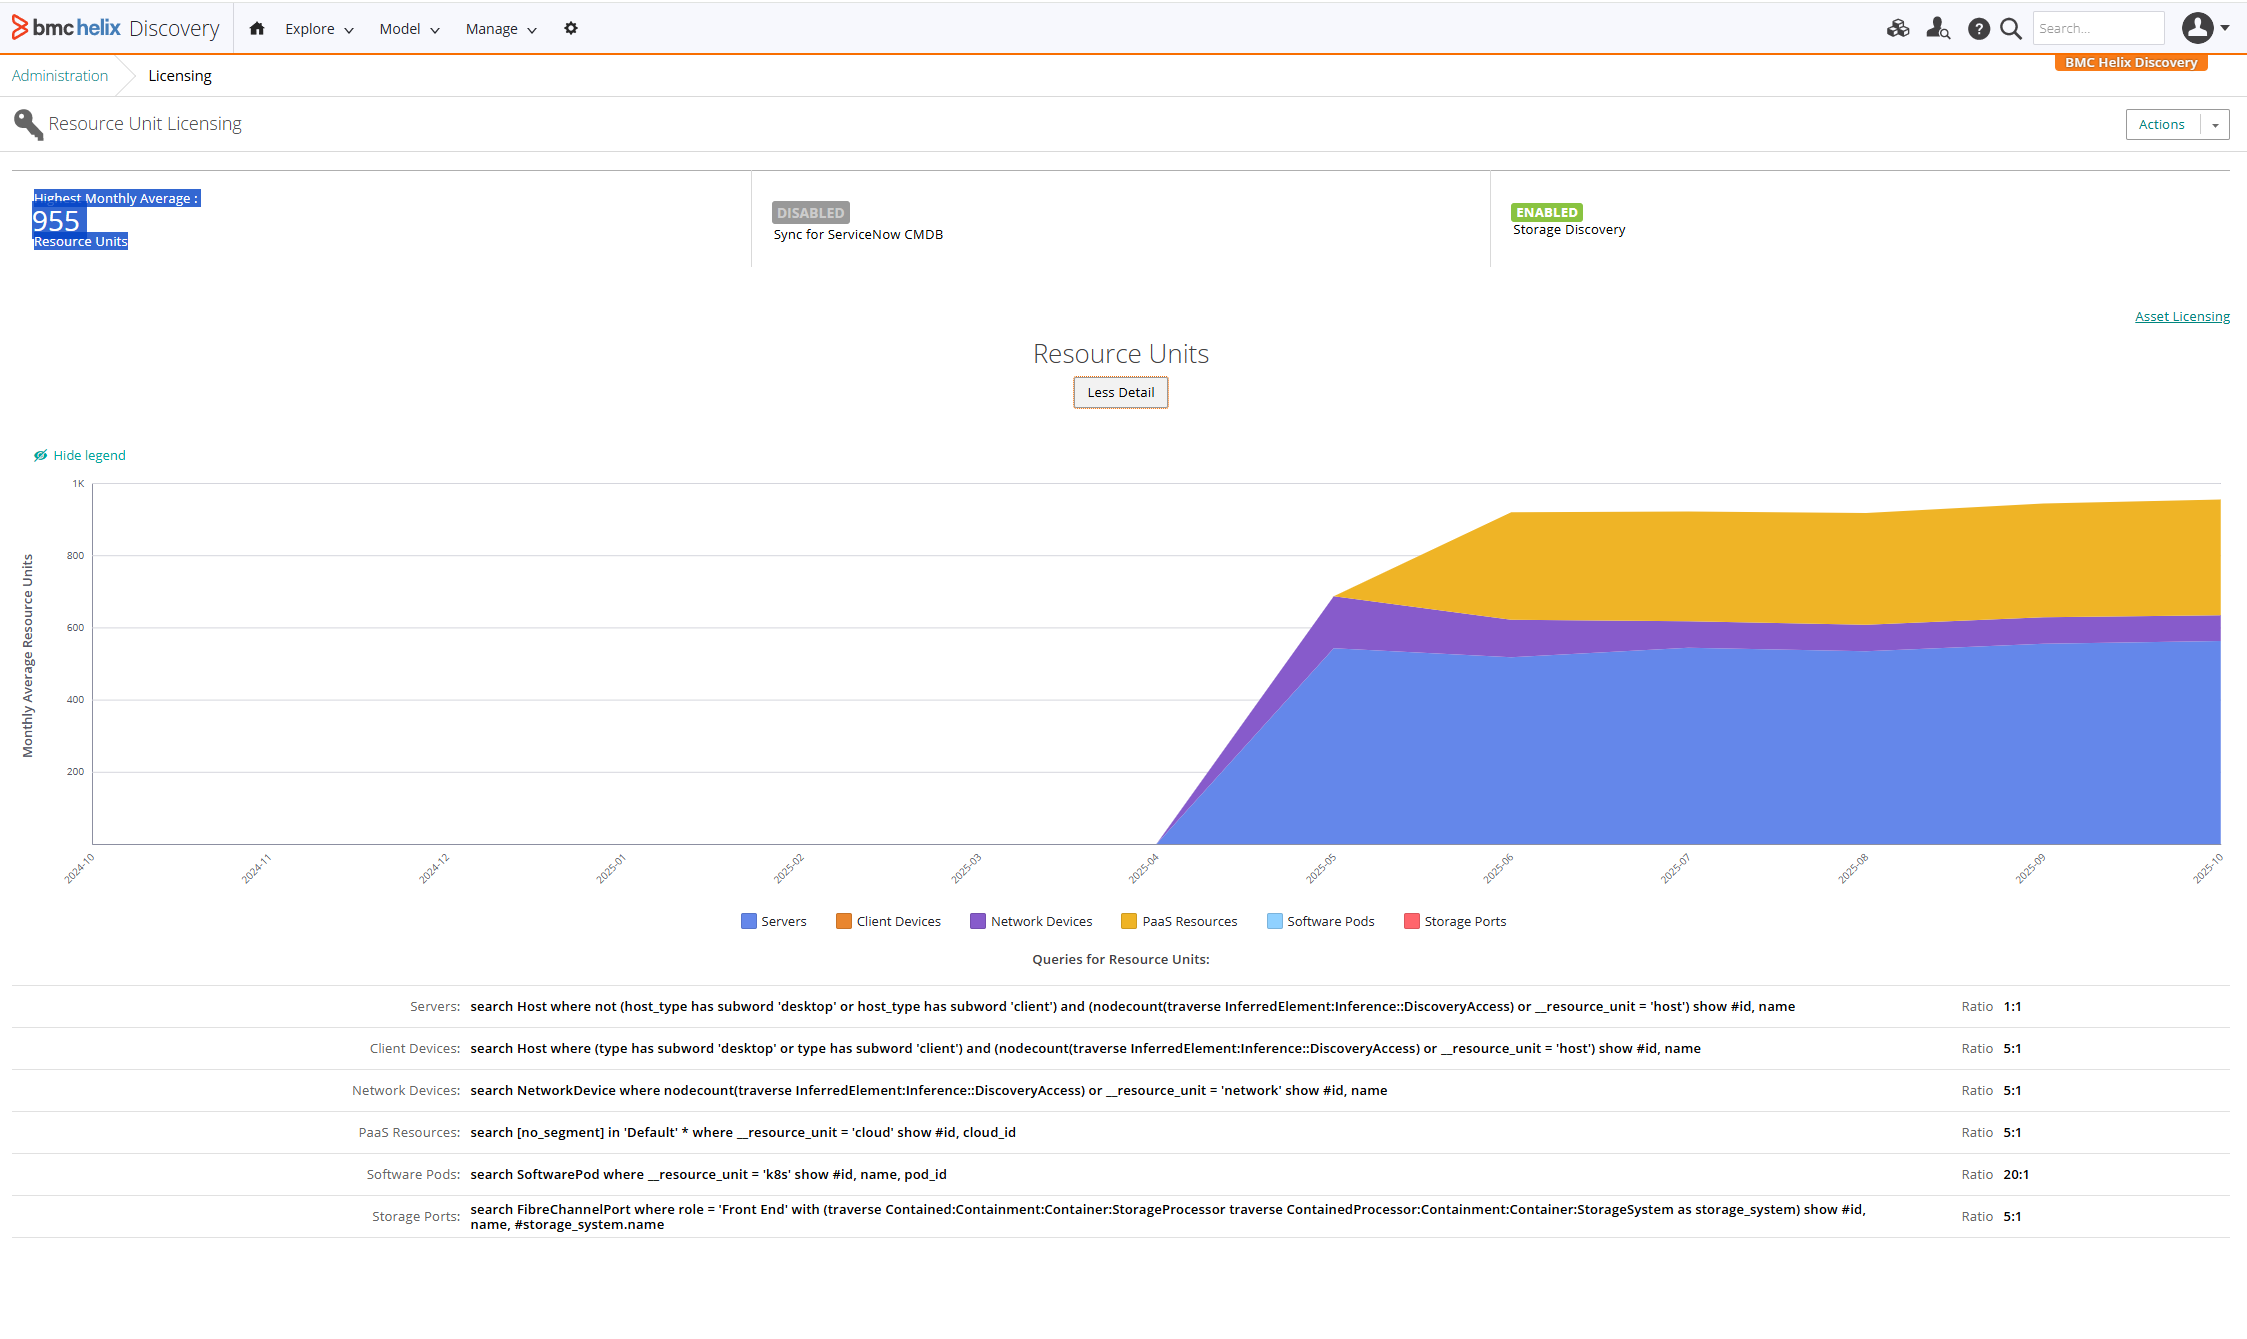 bmc helix Discovery Explore Model Manage Search...
Administration Licensing BMC Helix Discovery
Resource Unit Licensing Actions
Highest Monthly Average :
955
Resource Units
DISABLED
Sync for ServiceNow CMDB
ENABLED
Storage Discovery
Asset Licensing
Resource Units
Less Detail
Hide legend
Monthly Average Resource Units
1K
800
600
400
200
2024-10 2024-11 2024-12 2025-01 2025-02 2025-03 2025-04 2025-05 2025-06 2025-07 2025-08 2025-09 2025-10
Servers Client Devices Network Devices PaaS Resources Software Pods Storage Ports
Queries for Resource Units:
Servers: search Host where not (host_type has subword 'desktop' or host_type has subword 'client') and (nodecount(traverse InferredElement:Inference::DiscoveryAccess) or __resource_unit = 'host') show #id, name Ratio 1:1
Client Devices: search Host where (type has subword 'desktop' or type has subword 'client') and (nodecount(traverse InferredElement:Inference::DiscoveryAccess) or __resource_unit = 'host') show #id, name Ratio 5:1
Network Devices: search NetworkDevice where nodecount(traverse InferredElement:Inference::DiscoveryAccess) or __resource_unit = 'network' show #id, name Ratio 5:1
PaaS Resources: search [no_segment] in 'Default' * where __resource_unit = 'cloud' show #id, cloud_id Ratio 5:1
Software Pods: search SoftwarePod where __resource_unit = 'k8s' show #id, name, pod_id Ratio 20:1
Storage Ports: search FibreChannelPort where role = 'Front End' with (traverse Contained:Containment:Container:StorageProcessor traverse ContainedProcessor:Containment:Container:StorageSystem as storage_system) show #id, Ratio 5:1
name, #storage_system.name